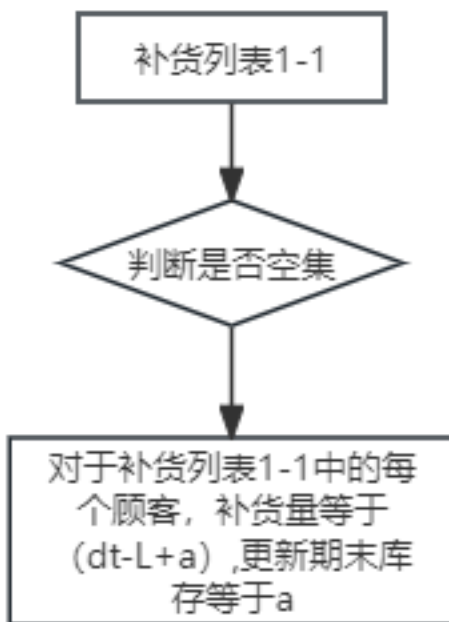 补货列表1-1
判断是否空集
对于补货列表1-1中的每
个顾客，补货量等于
（dt-L+a）,更新期末库
存等于a